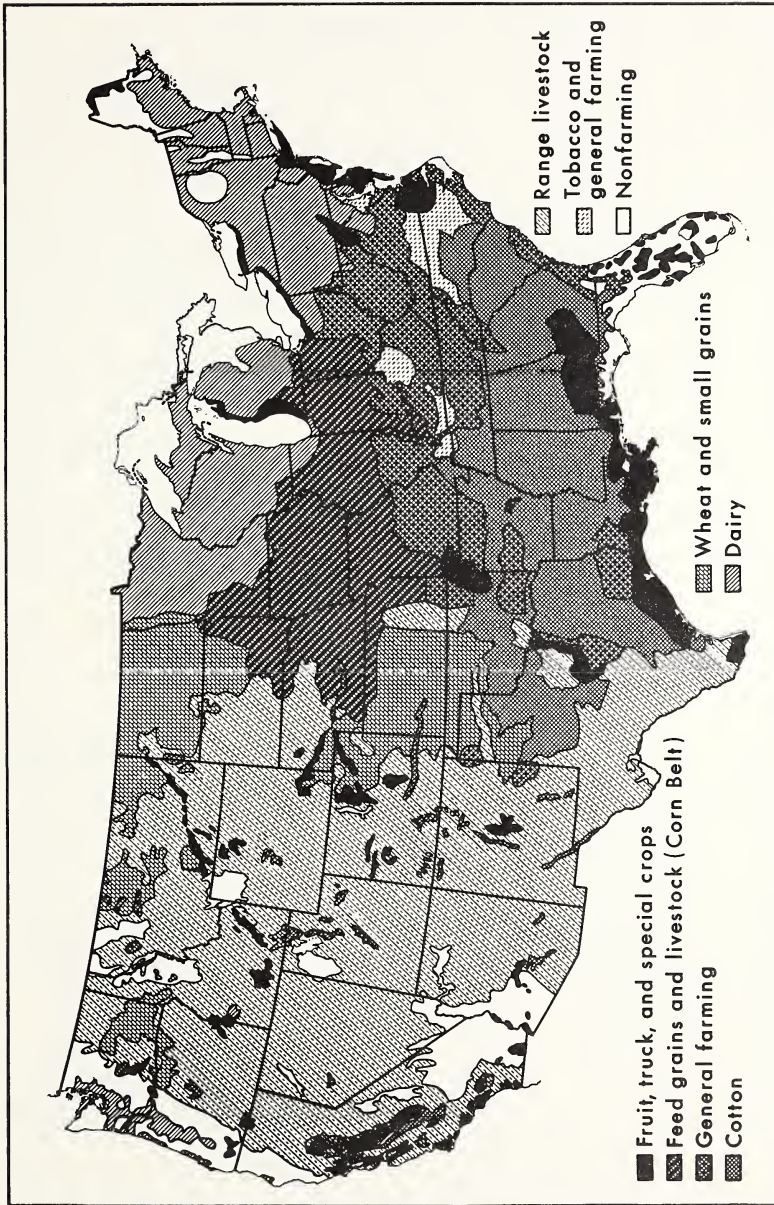 Fruit, truck, and special crops
Feed grains and livestock (Corn Belt)
General farming
Cotton
Wheat and small grains
Dairy
Range livestock
Tobacco and
general farming
Nonfarming